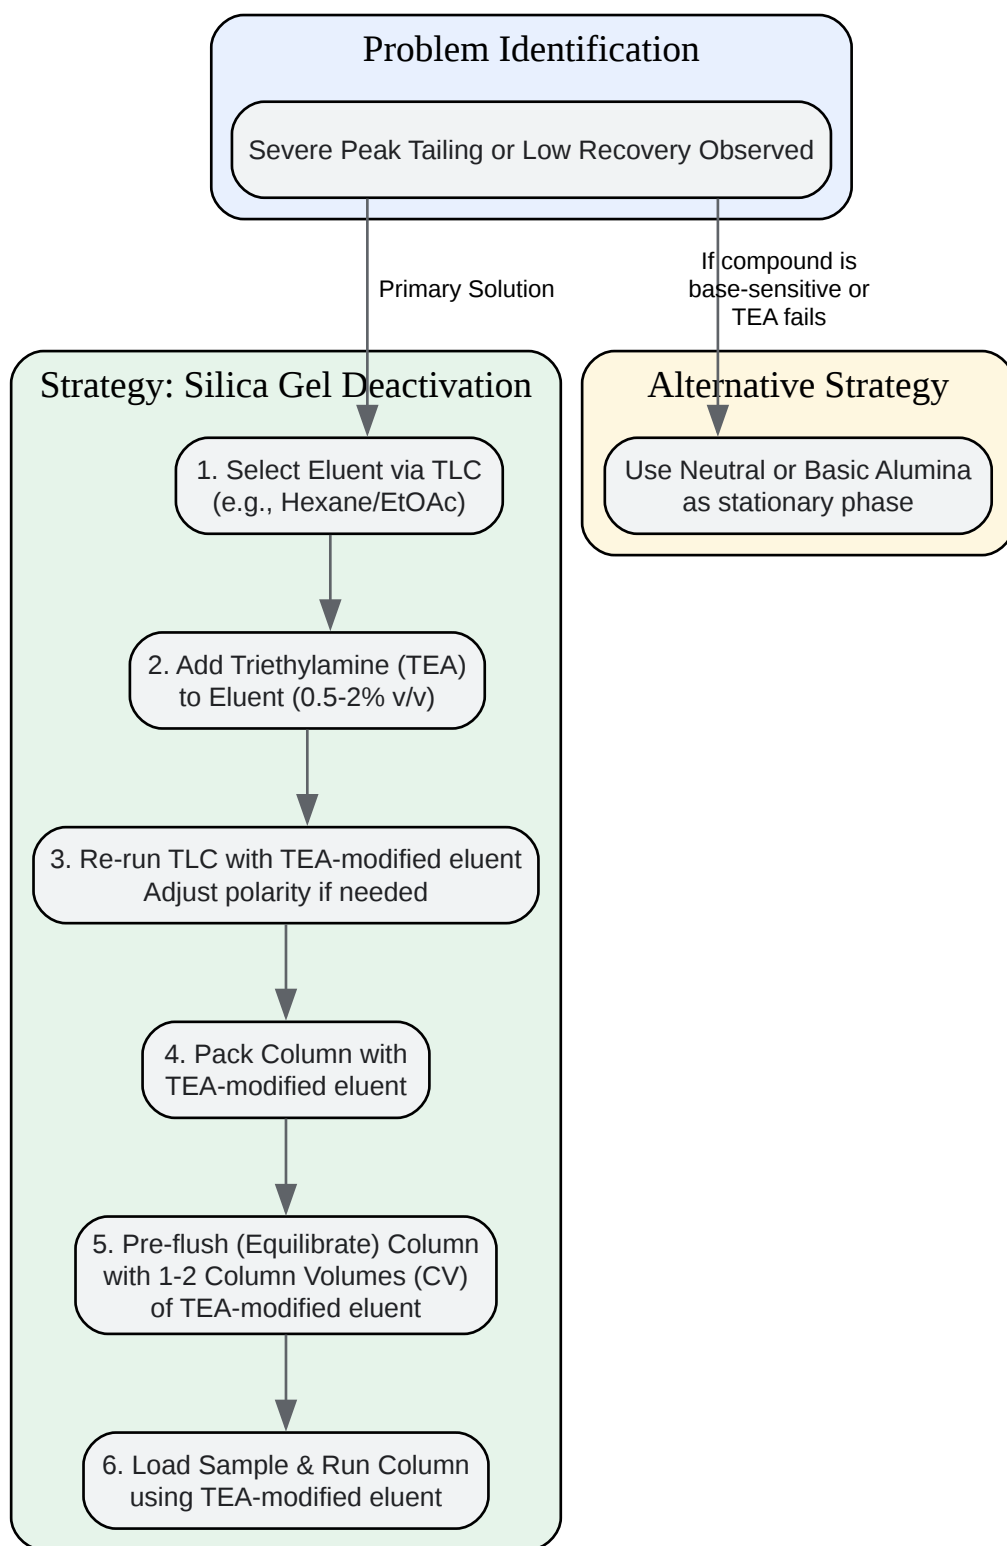 Problem Identification
Severe Peak Tailing or Low Recovery Observed
Primary Solution
If compound is
base-sensitive or
TEA fails
Strategy: Silica Gel Deactivation
Alternative Strategy
1. Select Eluent via TLC
(e.g., Hexane/EtOAc)
Use Neutral or Basic Alumina
as stationary phase
2. Add Triethylamine (TEA)
to Eluent (0.5-2% v/v)
3. Re-run TLC with TEA-modified eluent
Adjust polarity if needed
4. Pack Column with
TEA-modified eluent
5. Pre-flush (Equilibrate) Column
with 1-2 Column Volumes (CV)
of TEA-modified eluent
6. Load Sample & Run Column
using TEA-modified eluent